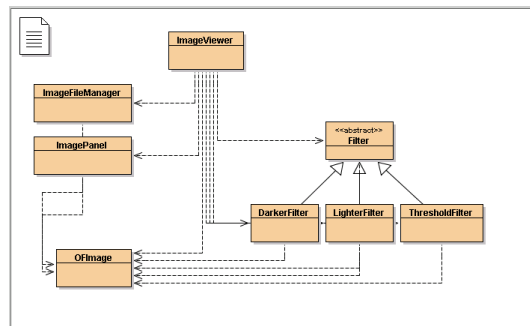 ImageViewer
ImageFileManager
ImagePanel
<<abstract>>
Filter
DarkerFilter
LighterFilter
ThresholdFilter
OFImage